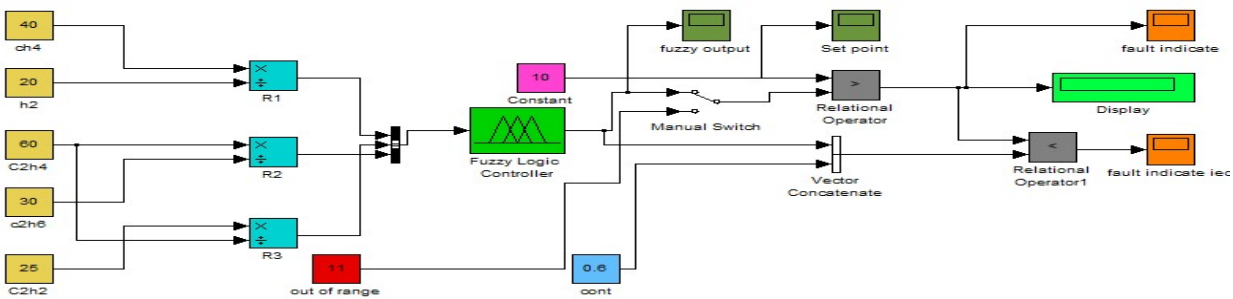 40
ch4
20
h2
60
C2h4
30
c2h6
25
C2h2
×
÷
R1
×
÷
R2
×
÷
R3
11
out of range
10
Constant
Fuzzy Logic
Controller
0.6
cont
fuzzy output
Manual Switch
Set point
>
Relational
Operator
Vector
Concatenate
fault indicate
Display
<
Relational
Operator1
fault indicate iec